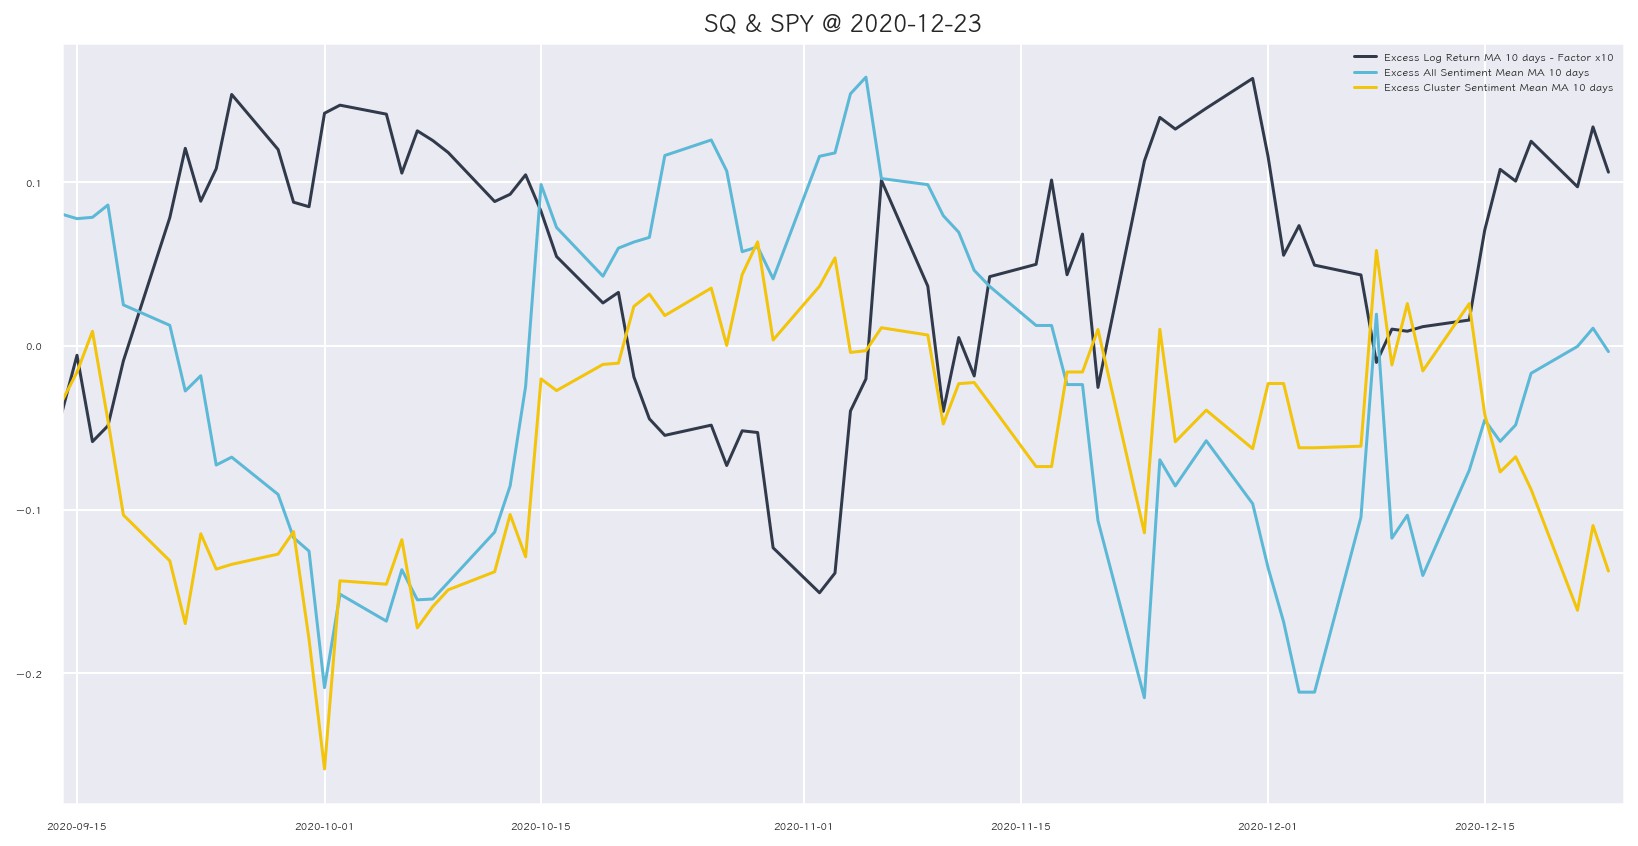 SQ & SPY @ 2020-12-23
Excess Log Return MA 10 days - Factor x10
Excess All Sentiment Mean MA 10 days
Excess Cluster Sentiment Mean MA 10 days
0.1
0.0
−0.1
−0.2
2020-09-15
2020-10-01
2020-10-15
2020-11-01
2020-11-15
2020-12-01
2020-12-15